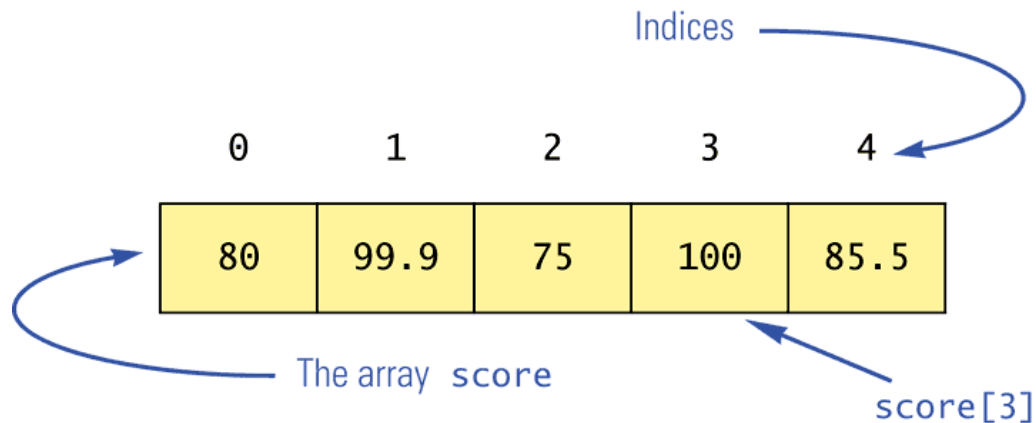 Indices
0 1 2 3 4
80 99.9 75 100 85.5
The array score
score[3]